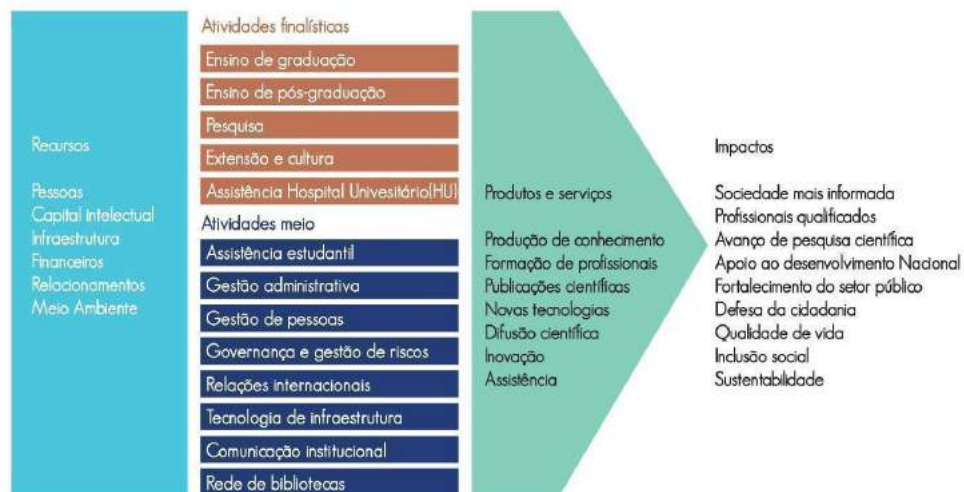 Recursos
Pessoas
Capital intelectual
Infraestrutura
Financeiros
Relacionamentos
Meio Ambiente
Atividades finalísticas
Ensino de graduação
Ensino de pós-graduação
Pesquisa
Extensão e cultura
Assistência Hospital Univesitário(HU)
Atividades meio
Assistência estudantil
Gestão administrativa
Gestão de pessoas
Governança e gestão de riscos
Relações internacionais
Tecnologia de infraestrutura
Comunicação institucional
Rede de bibliotecas
Produtos e serviços
Produção de conhecimento
Formação de profissionais
Publicações científicas
Novas tecnologias
Difusão científica
Inovação
Assistência
Impactos
Sociedade mais informada
Profissionais qualificados
Avanço de pesquisa científica
Apoio ao desenvolvimento Nacional
Fortalecimento do setor público
Defesa da cidadania
Qualidade de vida
Inclusão social
Sustentabilidade